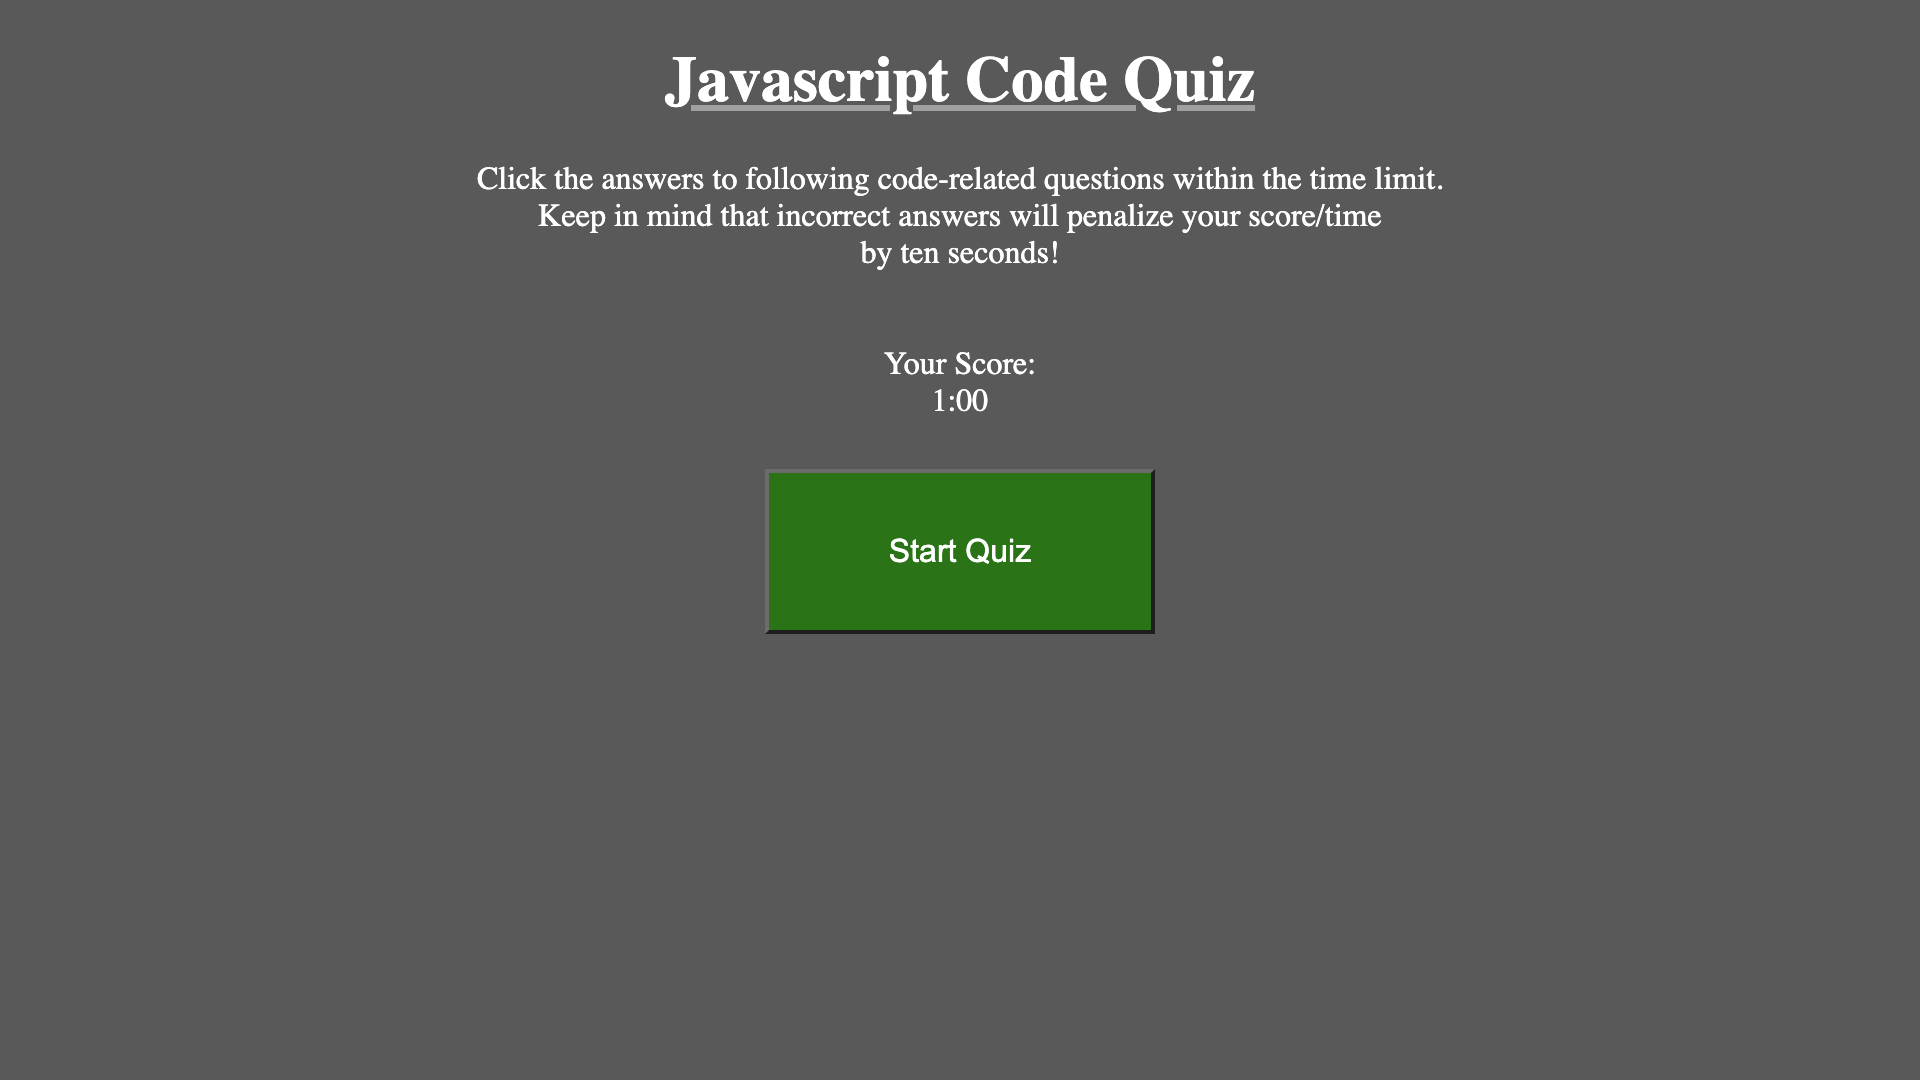 Javascript Code Quiz
Click the answers to following code-related questions within the time limit.
Keep in mind that incorrect answers will penalize your score/time
by ten seconds!
Your Score:
1:00
Start Quiz